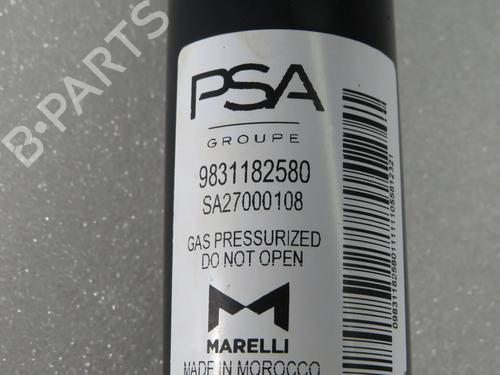 B-PARTS
PSA
GROUPE
9831182580
SA27000108
GAS PRESSURIZED
DO NOT OPEN
MARELLI
MADE IN MOROCCO